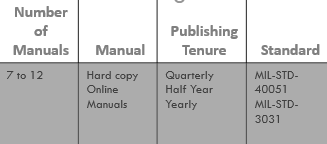 Number
of
Manuals
Manual
Publishing
Tenure
Standard
7 to 12
Hard copy
Online
Manuals
Quarterly
Half Year
Yearly
MIL-STD-
40051
MIL-STD-
3031